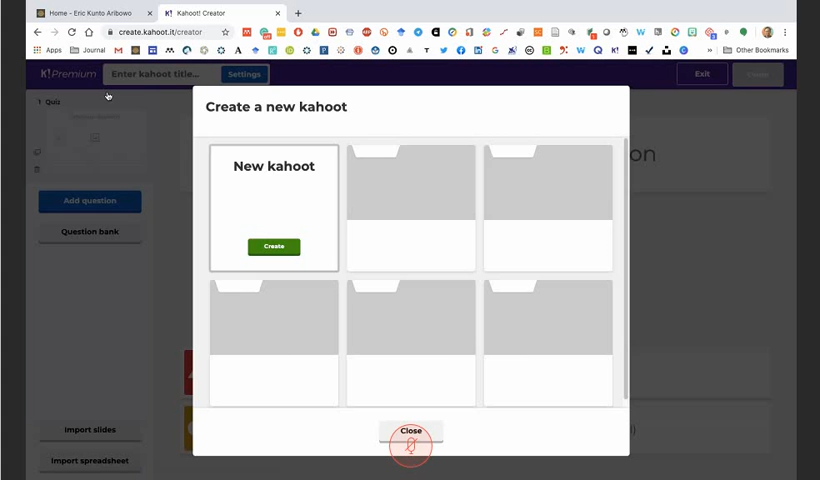 Home - Eric Kunto Aribowo
Kahoot! Creator
create.kahoot.it/creator
Apps
Journal
Other Bookmarks
K! Premium
Enter kahoot title...
Settings
Exit
1 Quiz
Create a new kahoot
on
New kahoot
Add question
Question bank
Create
Import slides
Close
Import spreadsheet